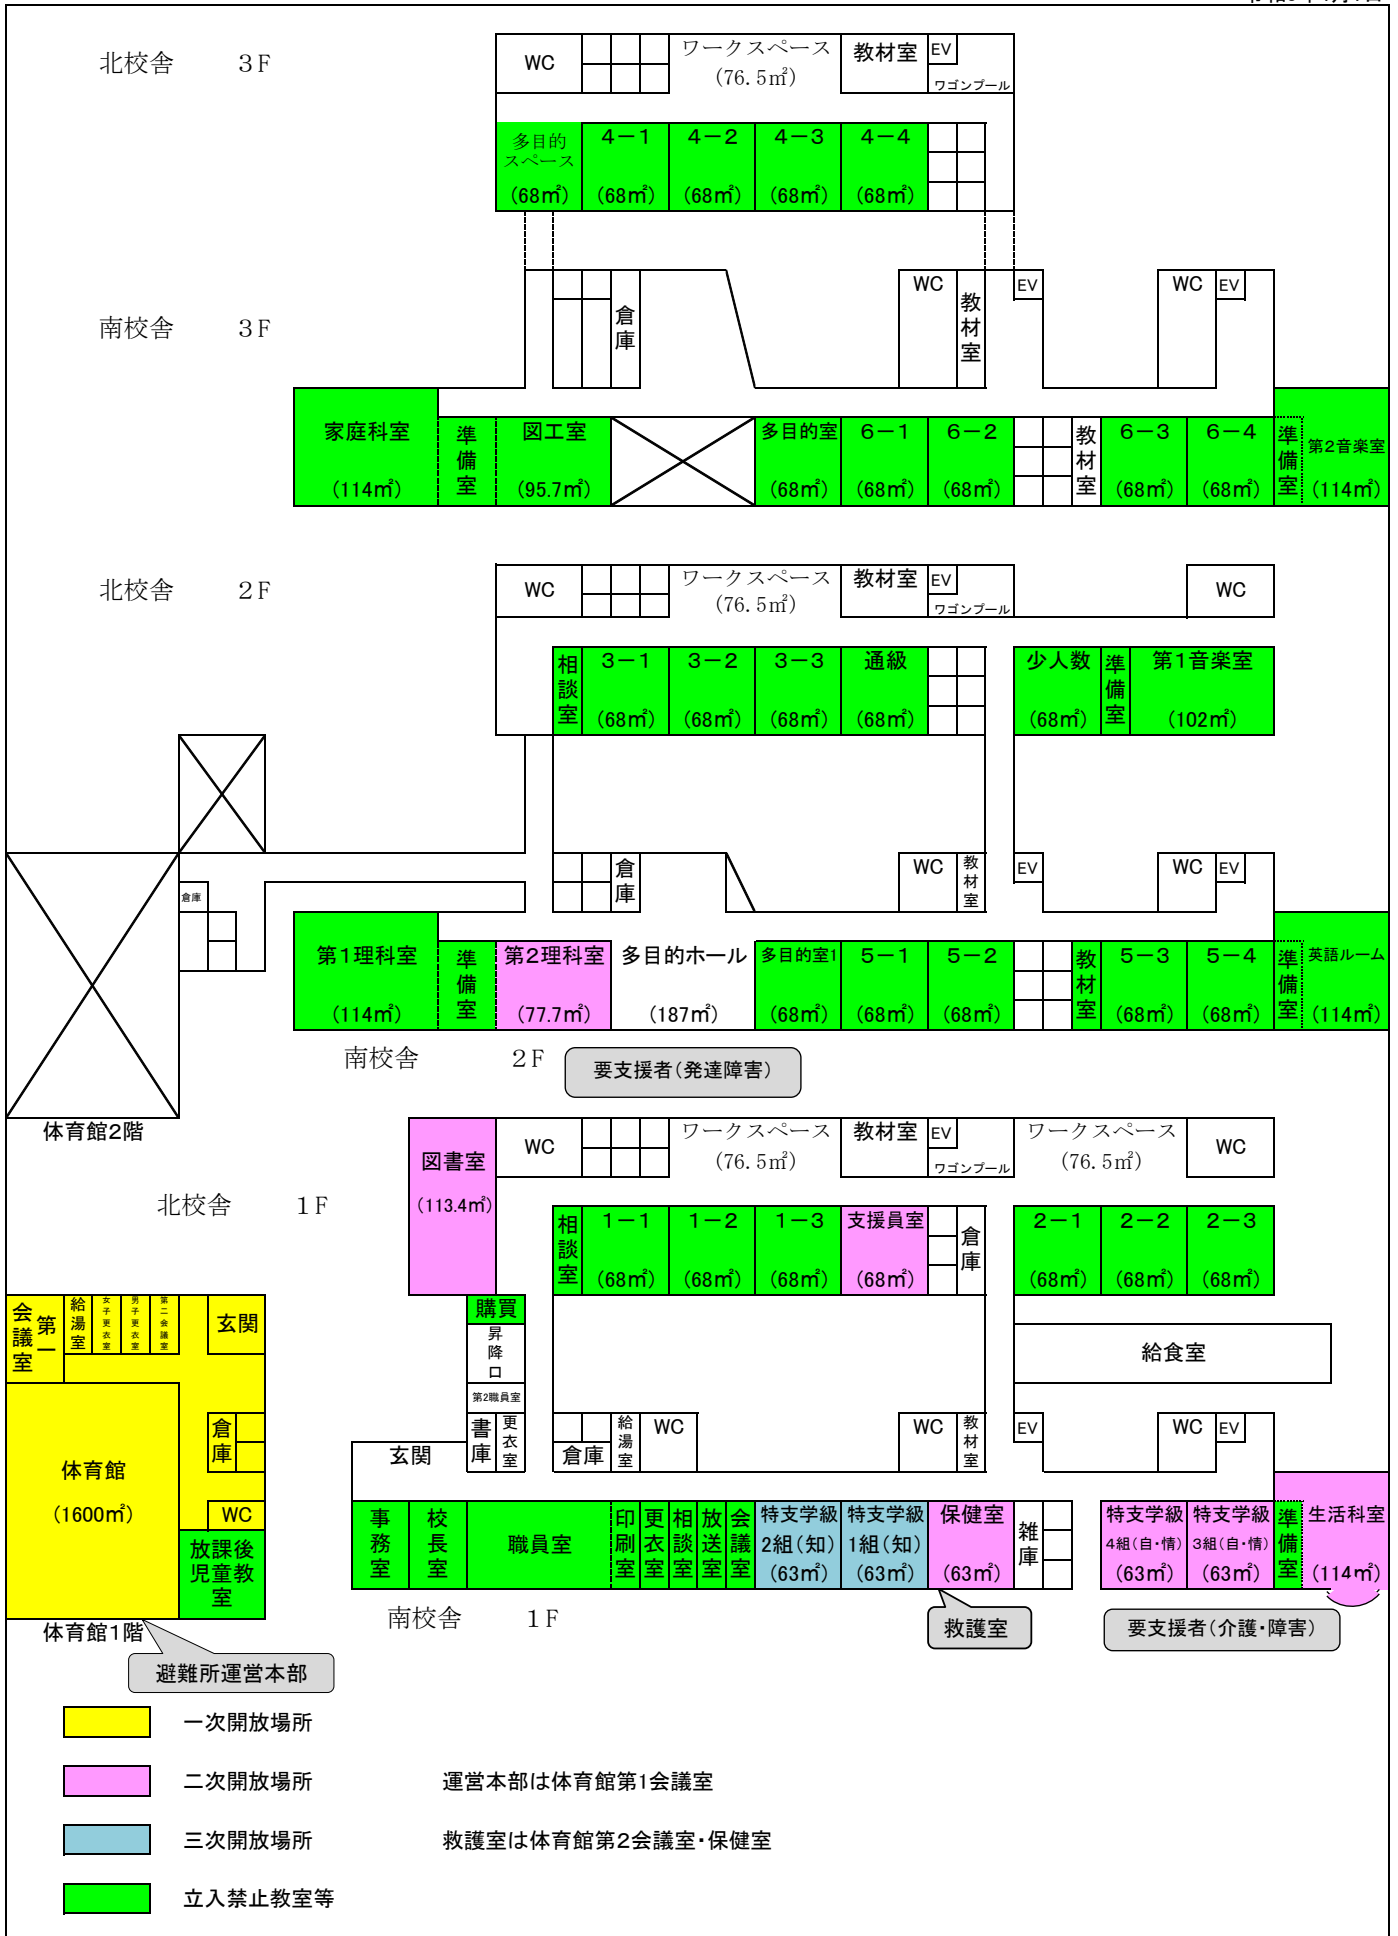 北校舎 3F
WC
ワークスペース
(76.5㎡)
教材室
EV
ワゴンプール
多目的
スペース
(68㎡)
4－1
(68㎡)
4－2
(68㎡)
4－3
(68㎡)
4－4
(68㎡)
南校舎 3F
倉庫
WC
教材室
EV
WC
EV
家庭科室
(114㎡)
準備室
図工室
(95.7㎡)
多目的室
(68㎡)
6－1
(68㎡)
6－2
(68㎡)
教材室
6－3
(68㎡)
6－4
(68㎡)
準備室
第2音楽室
(114㎡)
北校舎 2F
WC
ワークスペース
(76.5㎡)
教材室
EV
ワゴンプール
WC
相談室
3－1
(68㎡)
3－2
(68㎡)
3－3
(68㎡)
通級
(68㎡)
少人数
(68㎡)
準備室
第1音楽室
(102㎡)
倉庫
倉庫
WC
教材室
EV
WC
EV
第1理科室
(114㎡)
準備室
第2理科室
(77.7㎡)
多目的ホール
(187㎡)
多目的室1
(68㎡)
5－1
(68㎡)
5－2
(68㎡)
教材室
5－3
(68㎡)
5－4
(68㎡)
準備室
英語ルーム
(114㎡)
南校舎 2F
要支援者(発達障害)
体育館2階
北校舎 1F
図書室
(113.4㎡)
WC
ワークスペース
(76.5㎡)
教材室
EV
ワゴンプール
ワークスペース
(76.5㎡)
WC
相談室
1－1
(68㎡)
1－2
(68㎡)
1－3
(68㎡)
支援員室
(68㎡)
倉庫
2－1
(68㎡)
2－2
(68㎡)
2－3
(68㎡)
第一会議室
給湯室
女子更衣室
男子更衣室
第二会議室
玄関
購買
昇降口
第2職員室
書庫
更衣室
給食室
倉庫
体育館
(1600㎡)
WC
放課後
児童教
室
玄関
倉庫
給湯室
WC
WC
教材室
EV
WC
EV
事務室
校長室
職員室
印刷室
更衣室
相談室
放送室
会議室
特支学級
2組(知)
(63㎡)
特支学級
1組(知)
(63㎡)
保健室
(63㎡)
雑庫
特支学級
4組(自・情)
(63㎡)
特支学級
3組(自・情)
(63㎡)
準備室
生活科室
(114㎡)
体育館1階
南校舎 1F
救護室
要支援者(介護・障害)
避難所運営本部
一次開放場所
二次開放場所 運営本部は体育館第1会議室
三次開放場所 救護室は体育館第2会議室・保健室
立入禁止教室等